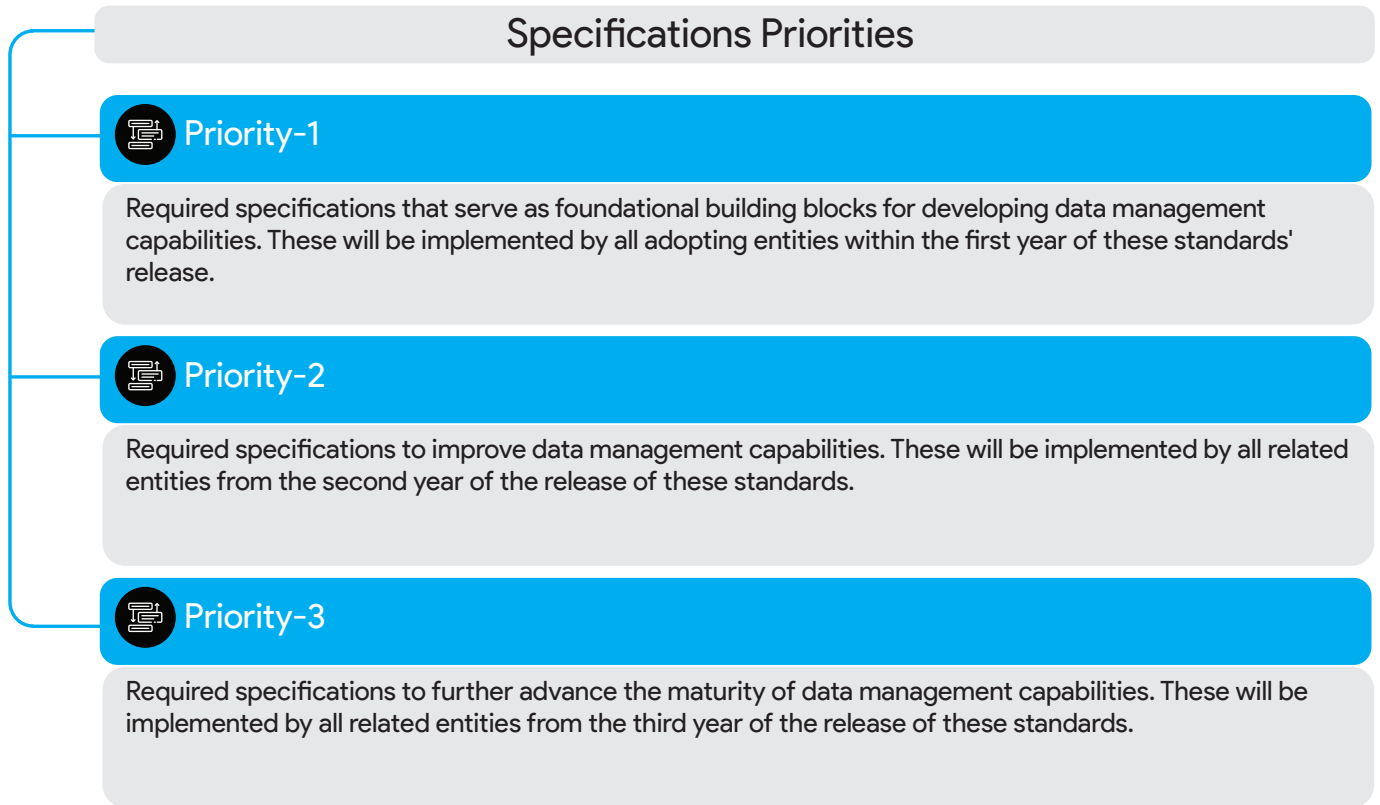 Specifications Priorities
Priority-1
Required specifications that serve as foundational building blocks for developing data management
capabilities. These will be implemented by all adopting entities within the first year of these standards'
release.
Priority-2
Required specifications to improve data management capabilities. These will be implemented by all related
entities from the second year of the release of these standards.
Priority-3
Required specifications to further advance the maturity of data management capabilities. These will be
implemented by all related entities from the third year of the release of these standards.